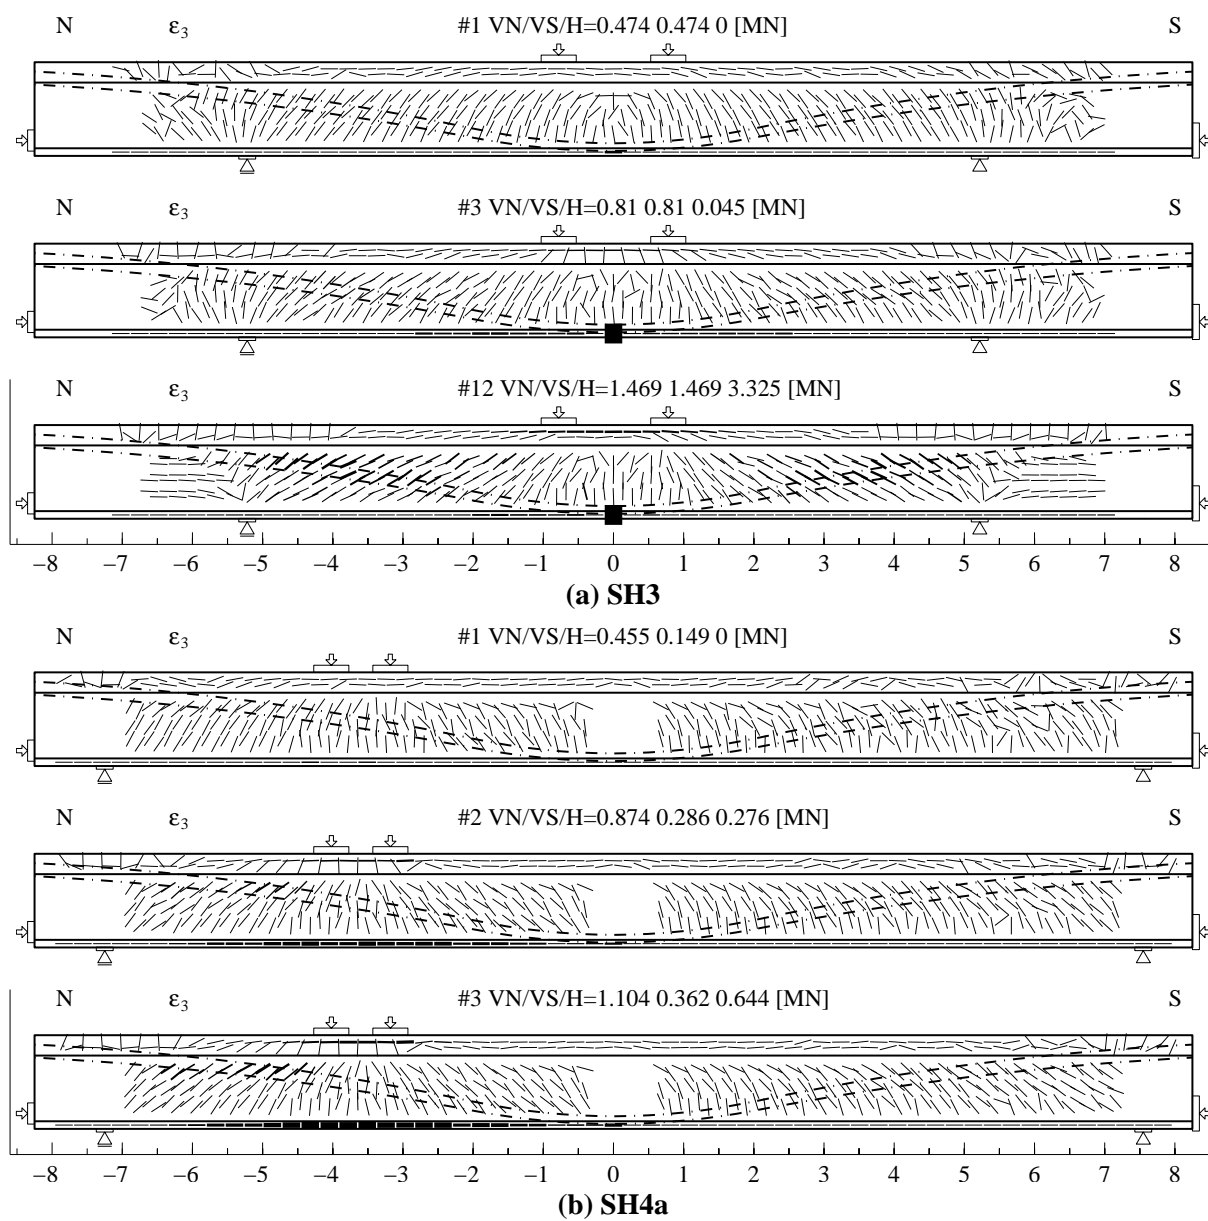 N ε3 #1 VN/VS/H=0.474 0.474 0 [MN] S
N ε3 #3 VN/VS/H=0.81 0.81 0.045 [MN] S
N ε3 #12 VN/VS/H=1.469 1.469 3.325 [MN] S
−8 −7 −6 −5 −4 −3 −2 −1 0 1 2 3 4 5 6 7 8
(a) SH3
N ε3 #1 VN/VS/H=0.455 0.149 0 [MN] S
N ε3 #2 VN/VS/H=0.874 0.286 0.276 [MN] S
N ε3 #3 VN/VS/H=1.104 0.362 0.644 [MN] S
−8 −7 −6 −5 −4 −3 −2 −1 0 1 2 3 4 5 6 7 8
(b) SH4a